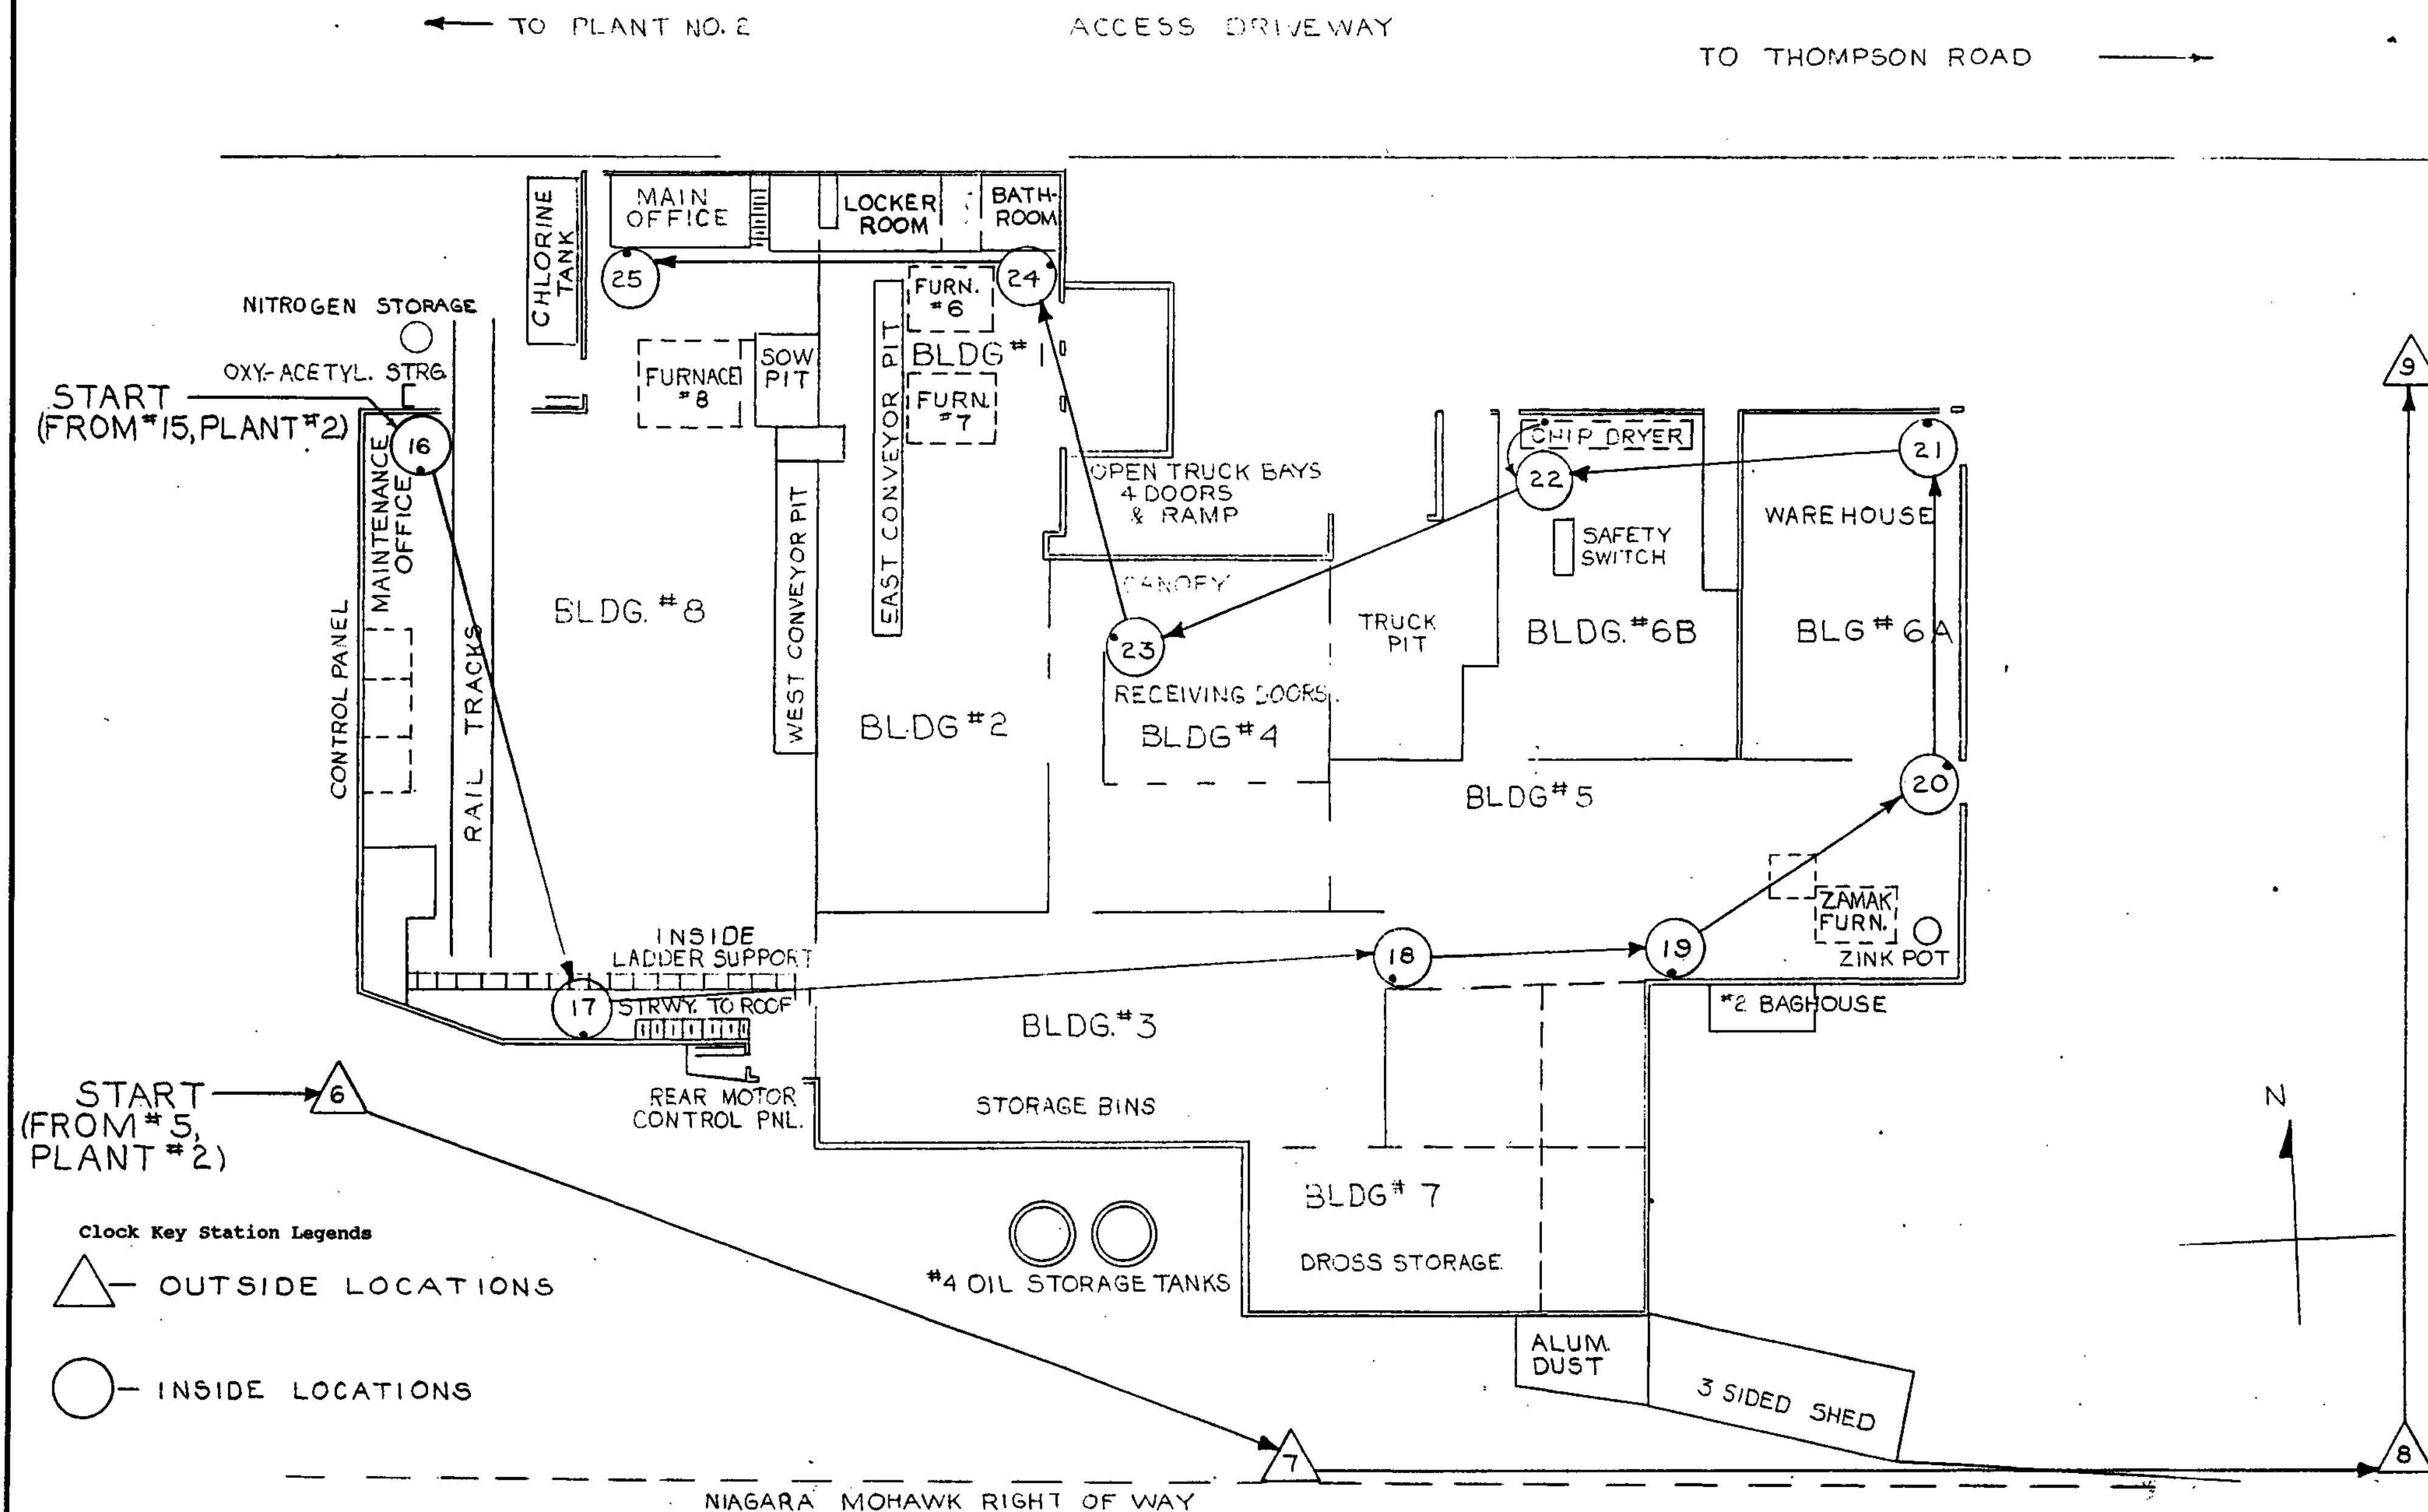 TO PLANT NO. 2
ACCESS DRIVEWAY
TO THOMPSON ROAD
CHLORINE
TANK
MAIN
OFFICE
LOCKER
ROOM
BATH-
ROOM
25
24
9
FURN.
#6
NITROGEN STORAGE
OXY-ACETYL. STRG.
BLDG #1
SOW
PIT
FURNACE
#8
FURN.
#7
START
(FROM #15, PLANT #2)
16
MAINTENANCE
OFFICE
CONTROL PANEL
RAIL TRACKS
BLDG. #8
WEST CONVEYOR PIT
EAST CONVEYOR PIT
OPEN TRUCK BAYS
4 DOORS
& RAMP
CHIP DRYER
22
21
WAREHOUSE
SAFETY
SWITCH
CANOPY
23
TRUCK
PIT
BLDG. #6B
BLG # 6A
RECEIVING DOORS
BLDG #2
BLDG #4
BLDG #5
20
ZAMAK
FURN.
ZINK POT
INSIDE
LADDER SUPPORT
18
19
17
STRWY. TO ROOF
#2 BAGHOUSE
BLDG. #3
START
(FROM #5,
PLANT #2)
6
REAR MOTOR
CONTROL PNL.
STORAGE BINS
N
BLDG # 7
Clock Key Station Legends
OUTSIDE LOCATIONS
#4 OIL STORAGE TANKS
DROSS STORAGE
ALUM.
DUST
3 SIDED SHED
INSIDE LOCATIONS
7
8
NIAGARA MOHAWK RIGHT OF WAY